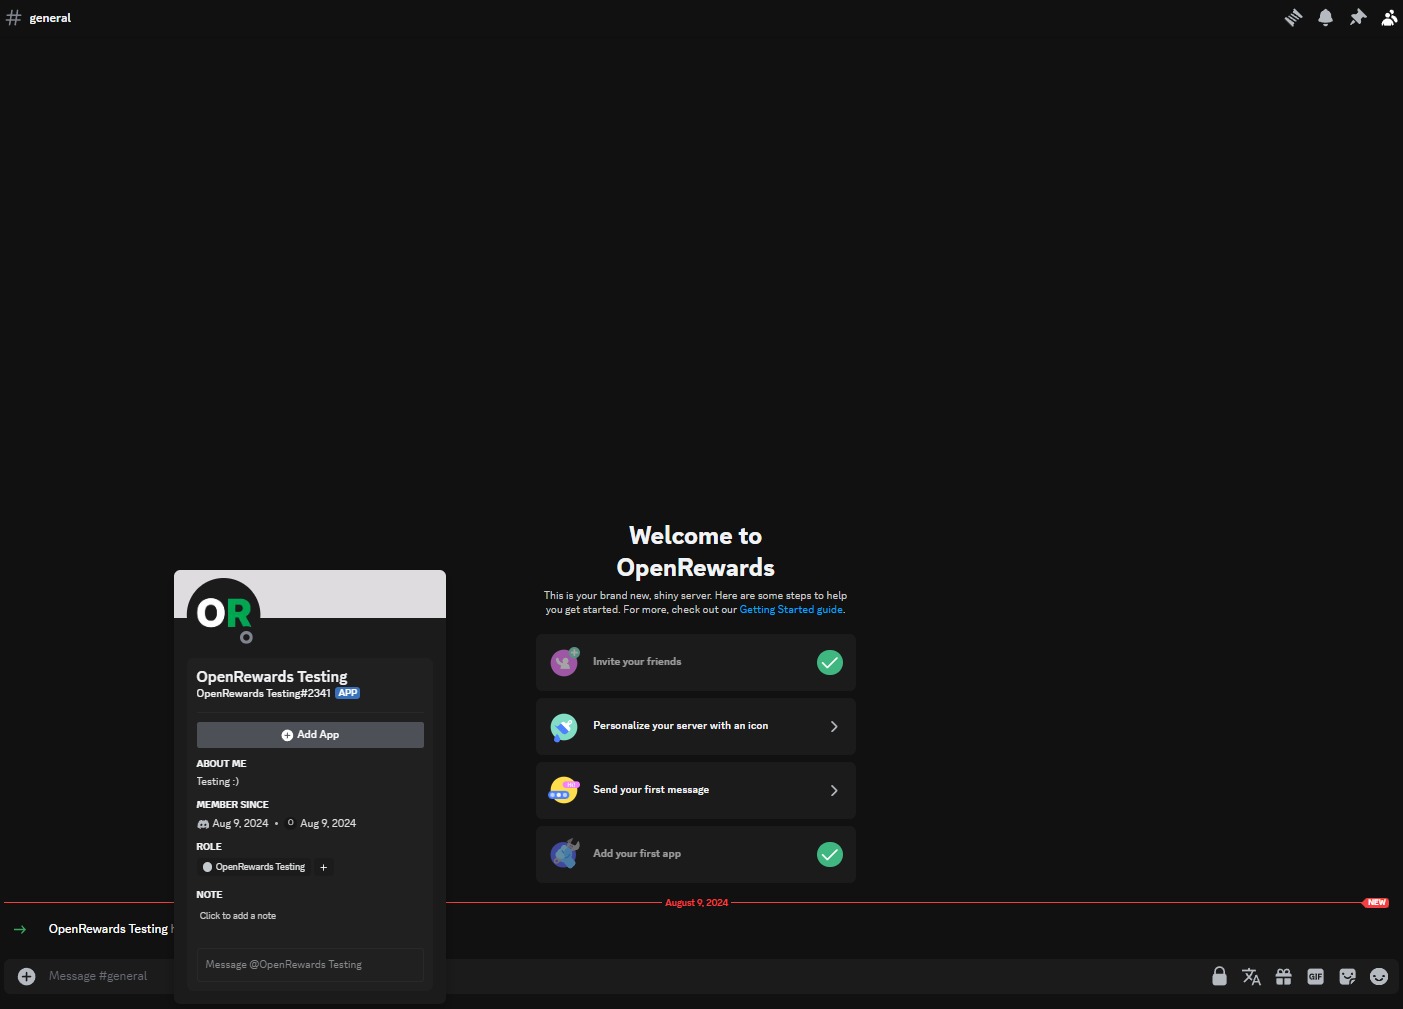 general
Welcome to
OpenRewards
This is your brand new, shiny server. Here are some steps to help
you get started. For more, check out our Getting Started guide.
Invite your friends
Personalize your server with an icon
Send your first message
Add your first app
OR
OpenRewards Testing
OpenRewards Testing#2341 APP
Add App
ABOUT ME
Testing :)
MEMBER SINCE
Aug 9, 2024 • O Aug 9, 2024
ROLE
OpenRewards Testing +
NOTE
Click to add a note
Message @OpenRewards Testing
August 9, 2024
NEW
OpenRewards Testing
Message #general
GIF